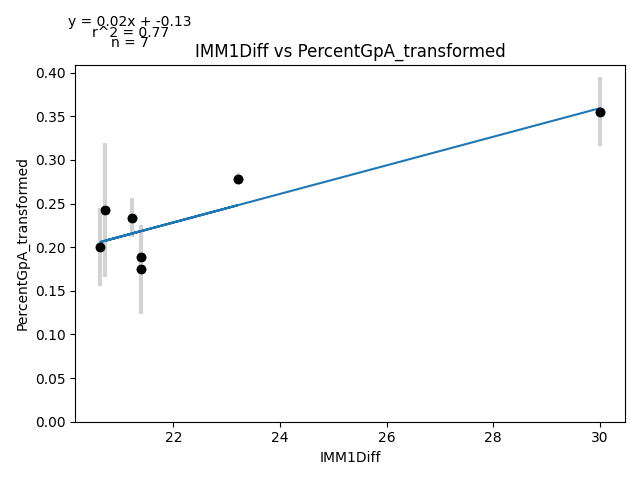 y = 0.02x + -0.13
r^2 = 0.77
n = 7
IMM1Diff vs PercentGpA_transformed
0.40
0.35
0.30
0.25
0.20
0.15
0.10
0.05
0.00
PercentGpA_transformed
22
24
26
28
30
IMM1Diff